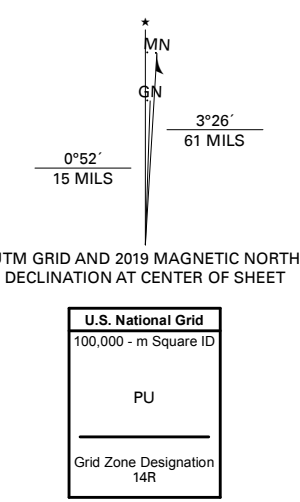 ★
MN
GN
3°26´
61 MILS
0°52´
15 MILS
UTM GRID AND 2019 MAGNETIC NORTH
DECLINATION AT CENTER OF SHEET
U.S. National Grid
100,000 - m Square ID
PU
Grid Zone Designation
14R